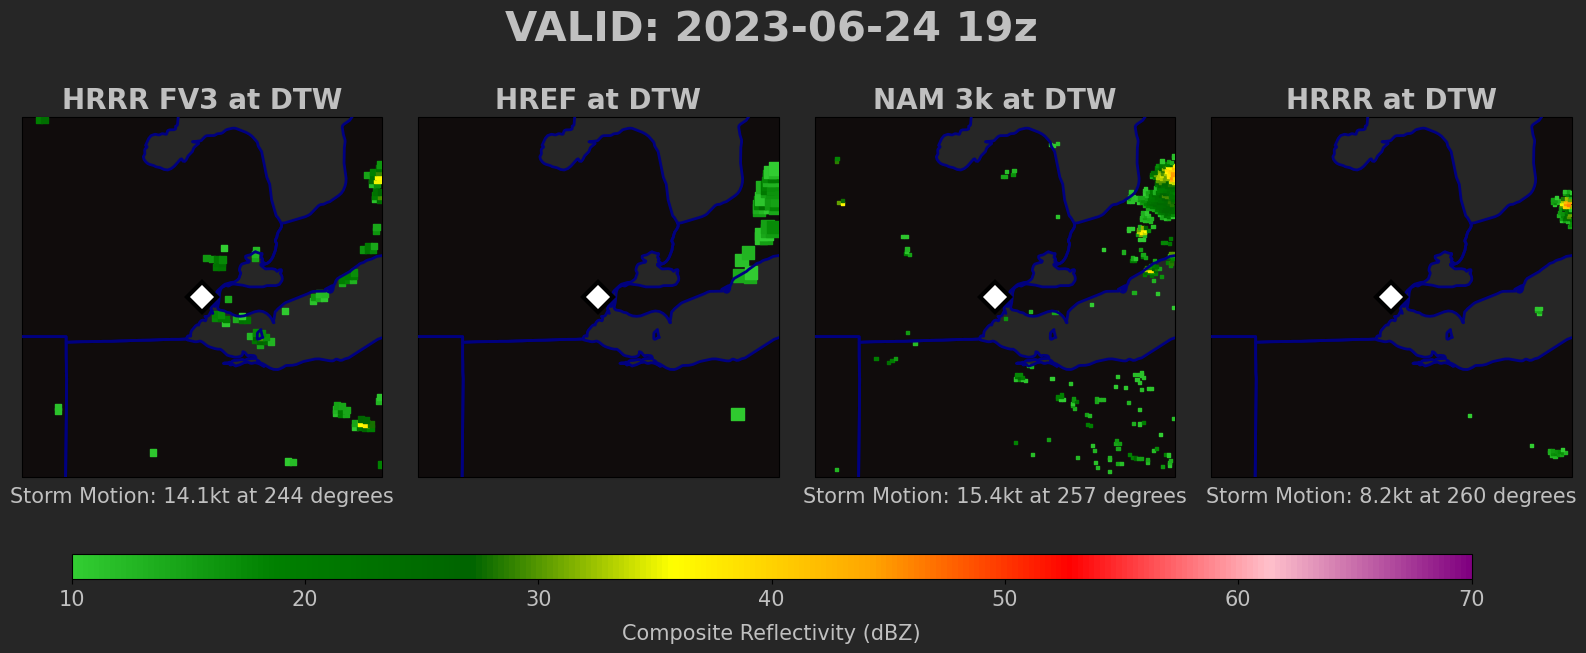 VALID: 2023-06-24 19z
HRRR FV3 at DTW
HREF at DTW
NAM 3k at DTW
HRRR at DTW
Storm Motion: 14.1kt at 244 degrees
Storm Motion: 15.4kt at 257 degrees
Storm Motion: 8.2kt at 260 degrees
10 20 30 40 50 60 70
Composite Reflectivity (dBZ)